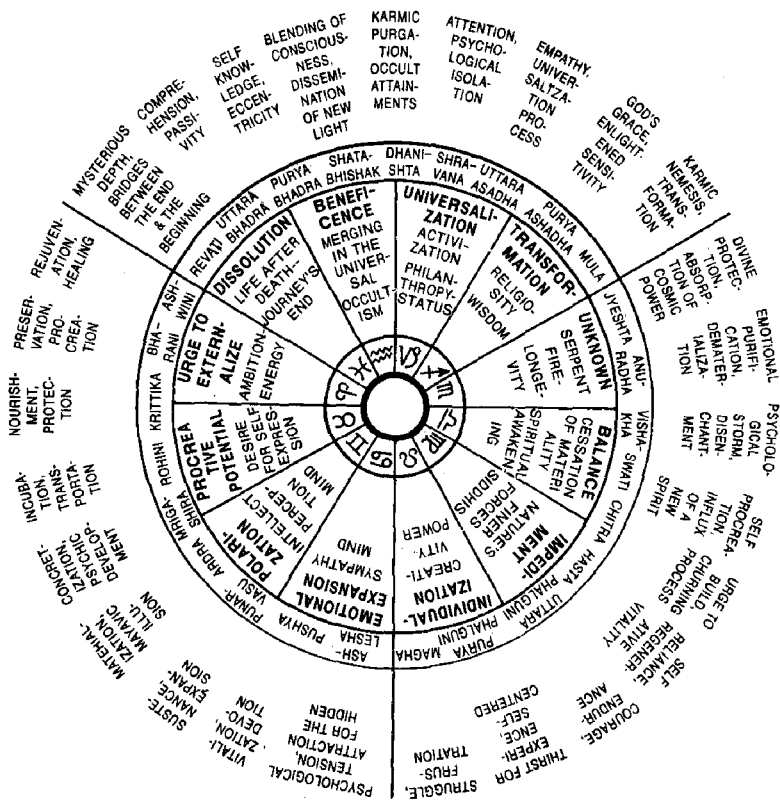 MYSTERIOUS
DEPTH,
BRIDGES
BETWEEN
THE END
& THE
BEGINNING
COMPRE-
HENSION,
PASSI-
VITY
SELF
KNOW-
LEDGE,
ECCEN-
TRICITY
BLENDING OF
CONSCIOUS-
NESS,
DISSEMI-
NATION
OF NEW
LIGHT
KARMIC
PURGA-
TION,
OCCULT
ATTAIN-
MENTS
ATTENTION,
PSYCHO-
LOGICAL
ISOLA-
TION
EMPATHY,
UNIVER-
SALTZA-
TION
PRO-
CESS
GOD'S
GRACE,
ENLIGHT-
ENED
SENSI-
TIVITY
KARMIC
NEMESIS,
TRANS-
FORMA-
TION
DIVINE
PROTEC-
TION,
ABSORP-
TION OF
COSMIC
POWER
EMOTIONAL
PURIFI-
CATION,
DEMATER-
IALIZA-
TION
PSYCHOLO-
GICAL
STORM,
DISEN-
CHANT-
MENT
SELF
PROCREA-
TION,
INFLUX
OF A
NEW
SPIRIT
URGE TO
BUILD,
CHURNING
PROCESS
SELF
RELIANCE,
REGENER-
ATIVE
VITALITY
COURAGE,
ENDUR-
ANCE
THIRST FOR
EXPERI-
ENCE,
SELF-
CENTERED
STRUGGLE,
FRUS-
TRATION
PSYCHOLOGICAL
TENSION,
ATTRACTION
FOR THE
HIDDEN
VITALI-
ZATION,
DEVO-
TION
SUSTE-
NANCE,
EXPAN-
SION
MATERIAL-
IZATION,
MAYAVIC
ILLU-
SION
CONCRET-
IZATION,
PSYCHIC
DEVELOP-
MENT
INCUBA-
TION,
TRANS-
PORTA-
TION
NOURISH-
MENT,
PROTEC-
TION
PRESER-
VATION,
PRO-
CREA-
TION
REJUVEN-
ATION,
HEALING
ASH-
WINI
BHA-
RANI
KRITTIKA
ROHINI
MRIGA-
SHIRA
ARDRA
PUNAR-
VASU
PUSHYA
ASH-
LESHA
MAGHA
PURYA
PHALGUNI
UTTARA
PHALGUNI
HASTA
CHITRA
SWATI
VISHA
KHA
ANU-
RADHA
JYESHTA
MULA
PURYA
ASHADHA
UTTARA
ASADHA
SHRA-
VANA
DHANI-
SHTA
SHATA-
BHISHAK
PURYA
BHADRA
UTTARA
BHADRA
REVATI
URGE TO
EXTERN-
ALIZE
AMBITION-
ENERGY
PROCREA
TIVE
POTENTIAL
DESIRE
FOR SELF
EXPRES-
SION
POLARI-
ZATION
INTELLECT
PERCEP-
TION
MIND
EMOTIONAL
EXPANSION
SYMPATHY
MIND
INDIVIDUAL-
IZATION
CREATI-
VITY-
POWER
IMPEDI-
MENT
NATURE'S
FINER
FORCES
SIDDHIS
BALANCE
CESSATION
OF MATERI
ALITY
SPIRITUAL
AWAKEN-
ING
UNKNOWN
SERPENT
FIRE-
LONGE-
VITY
TRANSFOR-
MATION
RELIGIO-
SITY
WISDOM
UNIVERSALI-
ZATION
ACTIVI-
ZATION
PHILAN-
THROPY-
STATUS
BENEFI-
CENCE
MERGING
IN THE
UNIVER-
SAL
OCCULT-
ISM
DISSOLUTION
LIFE AFTER
DEATH--
JOURNEY'S
END